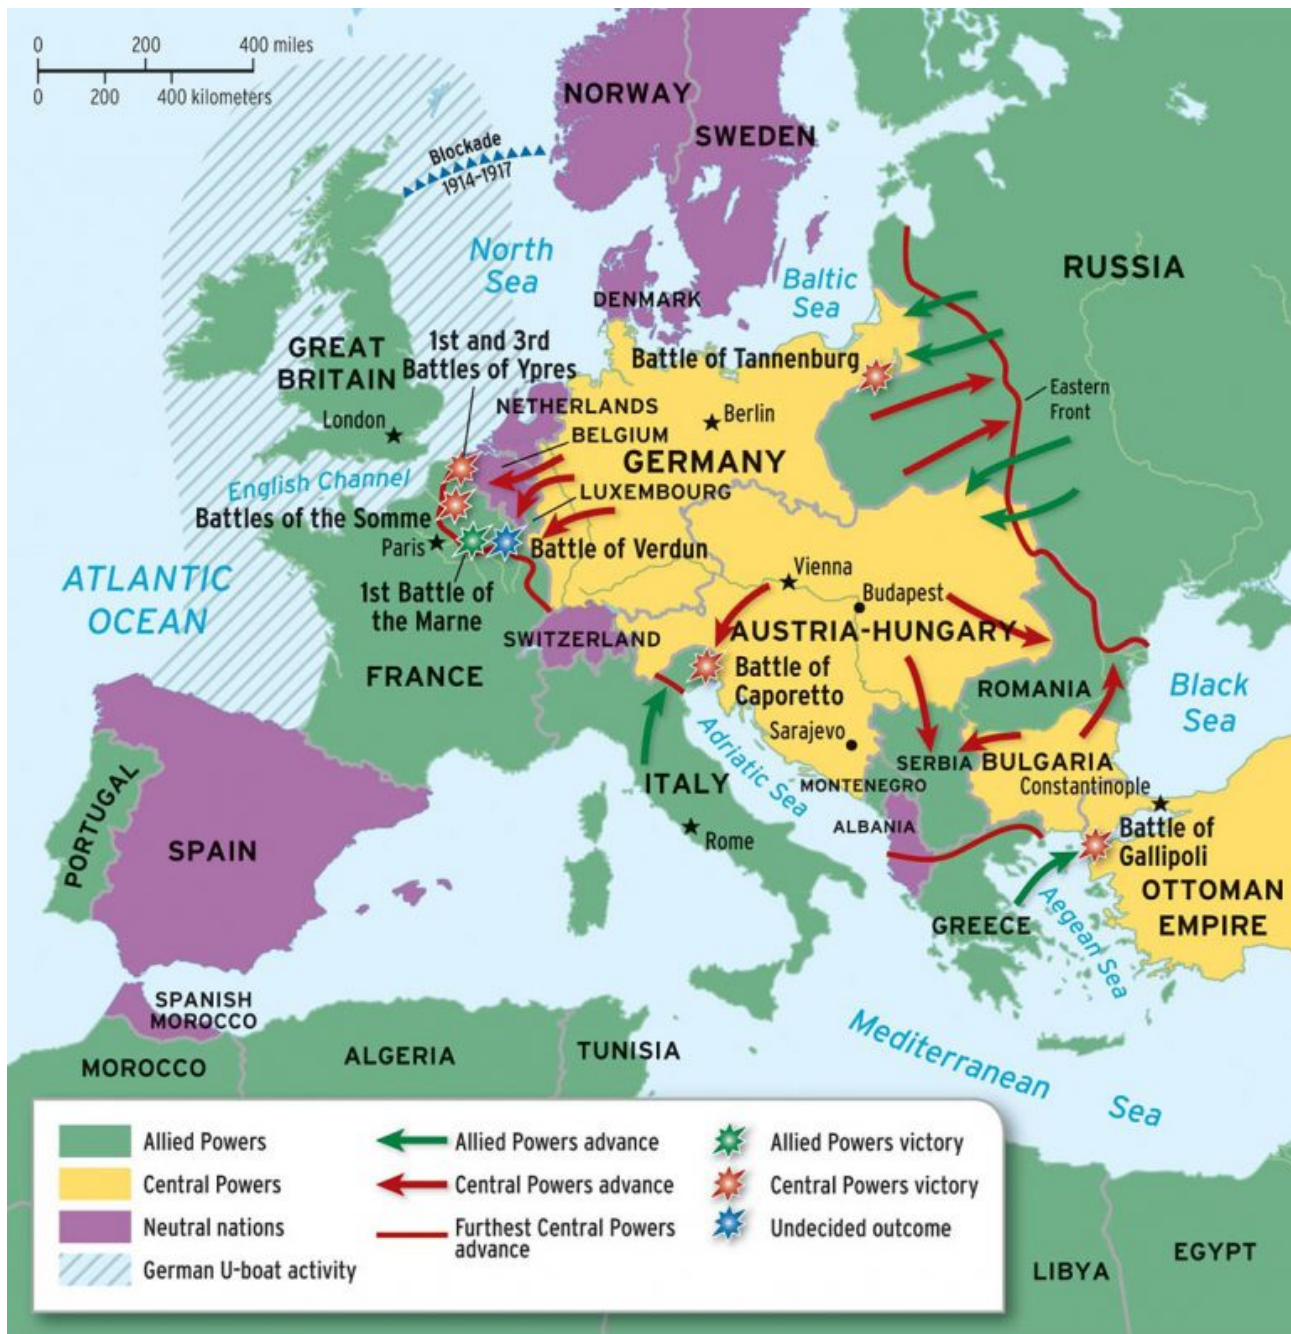 0 200 400 miles
0 200 400 kilometers
NORWAY
SWEDEN
Blockade
1914–1917
North
Sea
Baltic
Sea
RUSSIA
DENMARK
GREAT
BRITAIN
London
1st and 3rd
Battles of Ypres
Battle of Tannenburg
Eastern
Front
NETHERLANDS
Berlin
BELGIUM
GERMANY
English Channel
LUXEMBOURG
Battles of the Somme
Paris
Battle of Verdun
ATLANTIC
OCEAN
1st Battle of
the Marne
Vienna
Budapest
SWITZERLAND
AUSTRIA-HUNGARY
FRANCE
Battle of
Caporetto
ROMANIA
Black
Sea
Sarajevo
Adriatic Sea
SERBIA
BULGARIA
MONTENEGRO
Constantinople
ITALY
PORTUGAL
SPAIN
ALBANIA
Rome
Battle of
Gallipoli
OTTOMAN
EMPIRE
GREECE
Aegean Sea
SPANISH
MOROCCO
MOROCCO
ALGERIA
TUNISIA
Mediterranean Sea
Allied Powers
Central Powers
Neutral nations
German U-boat activity
Allied Powers advance
Central Powers advance
Furthest Central Powers
advance
Allied Powers victory
Central Powers victory
Undecided outcome
LIBYA
EGYPT